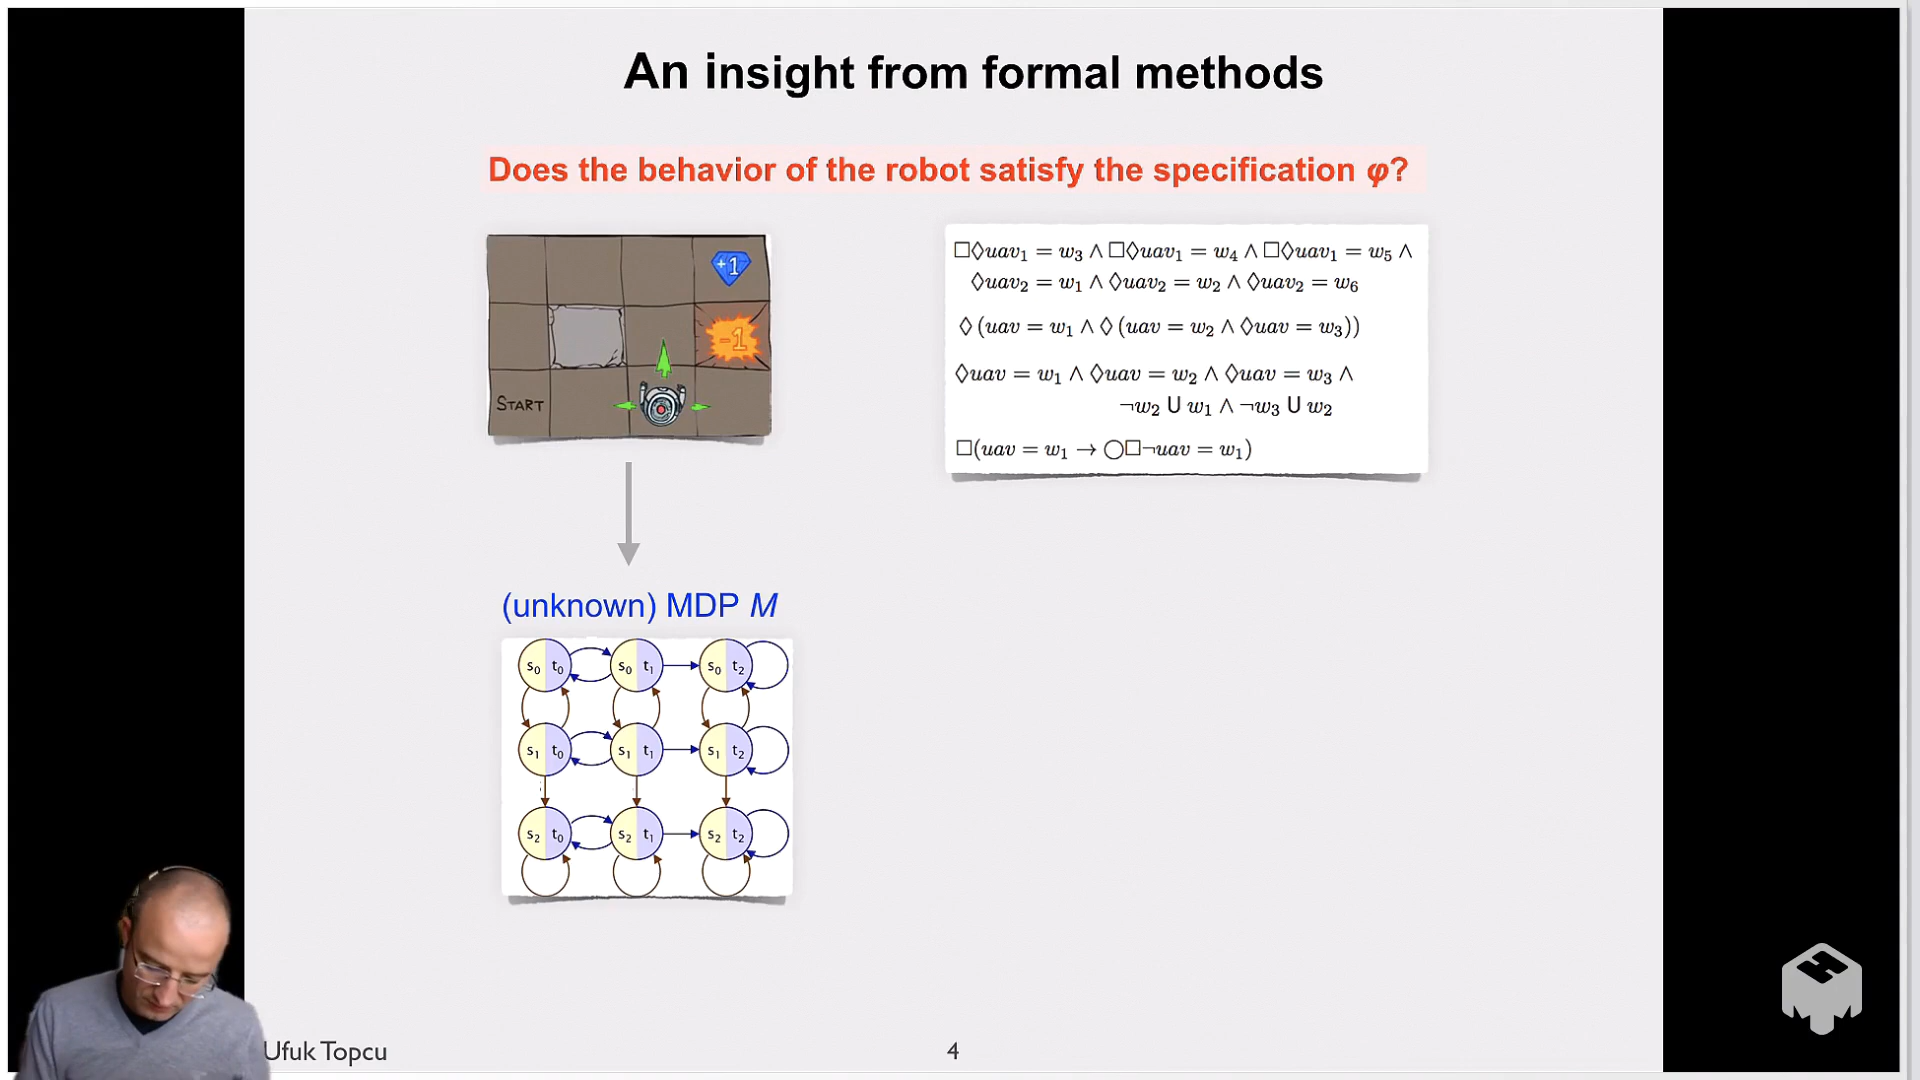 An insight from formal methods
Does the behavior of the robot satisfy the specification φ?
+1
-1
START
□◊uav₁ = w₃ ∧ □◊uav₁ = w₄ ∧ □◊uav₁ = w₅ ∧
◊uav₂ = w₁ ∧ ◊uav₂ = w₂ ∧ ◊uav₂ = w₆
◊(uav = w₁ ∧ ◊(uav = w₂ ∧ ◊uav = w₃))
◊uav = w₁ ∧ ◊uav = w₂ ∧ ◊uav = w₃ ∧
¬w₂ U w₁ ∧ ¬w₃ U w₂
□(uav = w₁ → ○□¬uav = w₁)
(unknown) MDP M
s₀ t₀ s₀ t₁ s₀ t₂
s₁ t₀ s₁ t₁ s₁ t₂
s₂ t₀ s₂ t₁ s₂ t₂
Ufuk Topcu
4